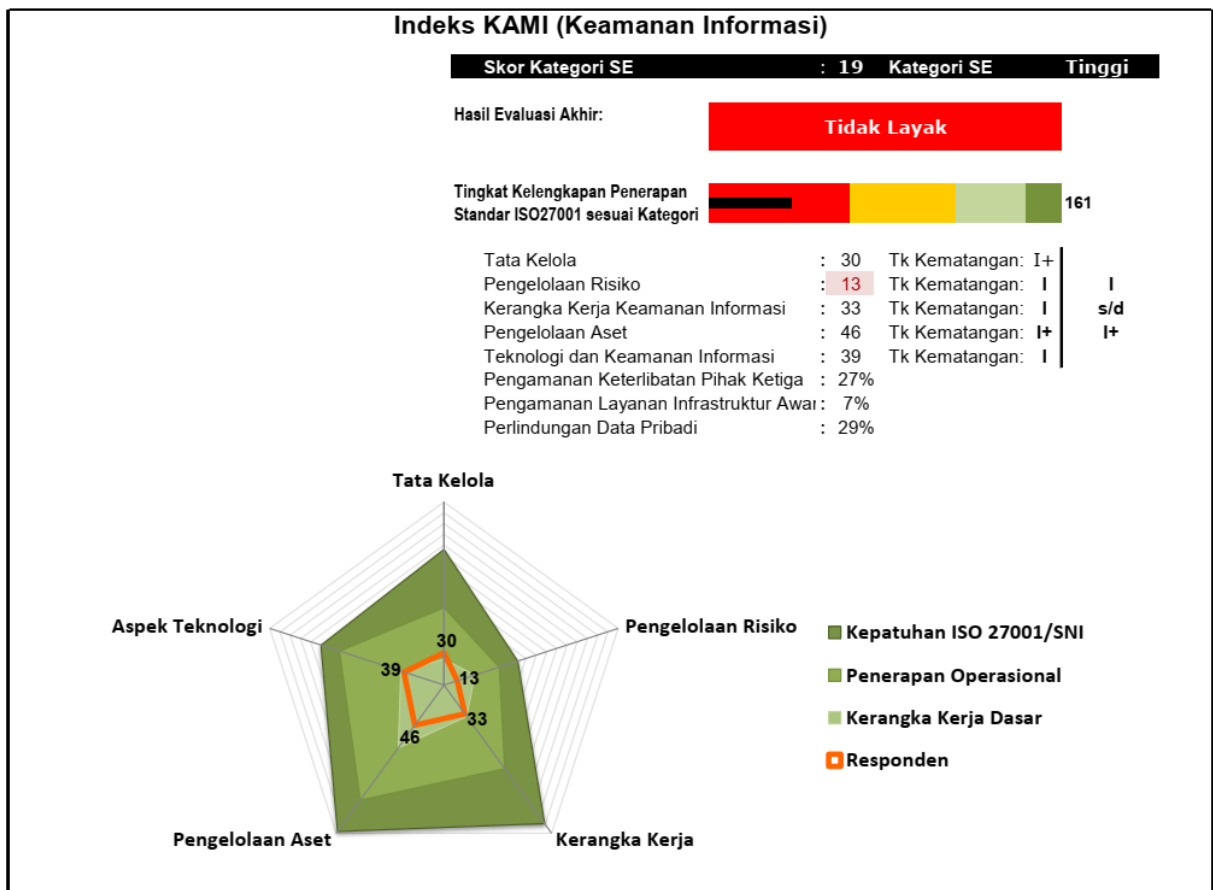 Indeks KAMI (Keamanan Informasi)
Skor Kategori SE : 19 Kategori SE Tinggi
Hasil Evaluasi Akhir:
Tidak Layak
Tingkat Kelengkapan Penerapan
Standar ISO27001 sesuai Kategori
161
Tata Kelola : 30 Tk Kematangan: I+
Pengelolaan Risiko : 13 Tk Kematangan: I I
Kerangka Kerja Keamanan Informasi : 33 Tk Kematangan: I s/d
Pengelolaan Aset : 46 Tk Kematangan: I+ I+
Teknologi dan Keamanan Informasi : 39 Tk Kematangan: I
Pengamanan Keterlibatan Pihak Ketiga : 27%
Pengamanan Layanan Infrastruktur Awar : 7%
Perlindungan Data Pribadi : 29%
Tata Kelola
Aspek Teknologi
Pengelolaan Risiko
30
39
13
33
46
Pengelolaan Aset
Kerangka Kerja
Kepatuhan ISO 27001/SNI
Penerapan Operasional
Kerangka Kerja Dasar
Responden